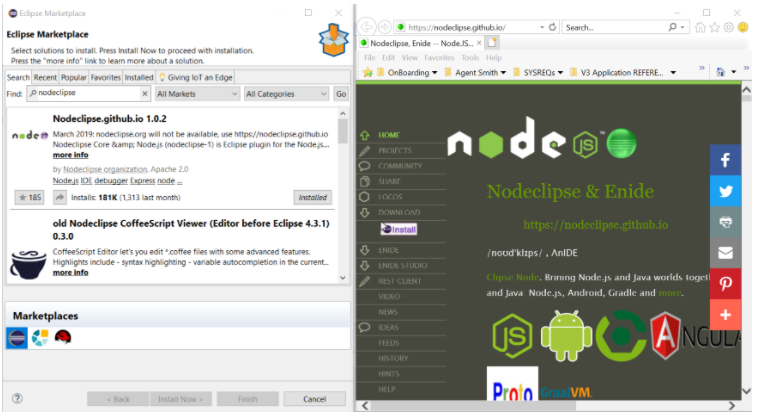 Eclipse Marketplace
Eclipse Marketplace
Select solutions to install. Press Install Now to proceed with installation.
Press the "more info" link to learn more about a solution.
Search Recent Popular Favorites Installed Giving IoT an Edge
Find: nodeclipse All Markets All Categories Go
Nodeclipse.github.io 1.0.2
March 2019: nodeclipse.org will not be available, use https://nodeclipse.github.io
Nodeclipse Core &amp; Node.js (nodeclipse-1) is Eclipse plugin for the Node.js...
more info
by Nodeclipse organization, Apache 2.0
Node.js IDE debugger Express node ...
185 Installs: 181K (1,313 last month) Installed
old Nodeclipse CoffeeScript Viewer (Editor before Eclipse 4.3.1)
0.3.0
CoffeeScript Editor let's you edit *.coffee files with some advanced features.
Highlights include - syntax highlighting - variable autocompletion in the current...
more info
Marketplaces
< Back Install Now > Finish Cancel
https://nodeclipse.github.io/ Search...
Nodeclipse, Enide -- Node.JS...
File Edit View Favorites Tools Help
OnBoarding Agent Smith SYSREQs V3 Application REFERE...
HOME
PROJECTS
COMMUNITY
SHARE
LOGOS
DOWNLOAD
Install
ENIDE
ENIDE STUDIO
REST CLIENT
VIDEO
NEWS
IDEAS
FEEDS
HISTORY
HINTS
HELP
node JS
Nodeclipse & Enide
https://nodeclipse.github.io
/noʊd'klɪps/ , ʌnIDE
Clipse Node. Brining Node.js and Java worlds togetl
and Java Node.js, Android, Gradle and more.
JS ANGULA
Proto GraalVM.